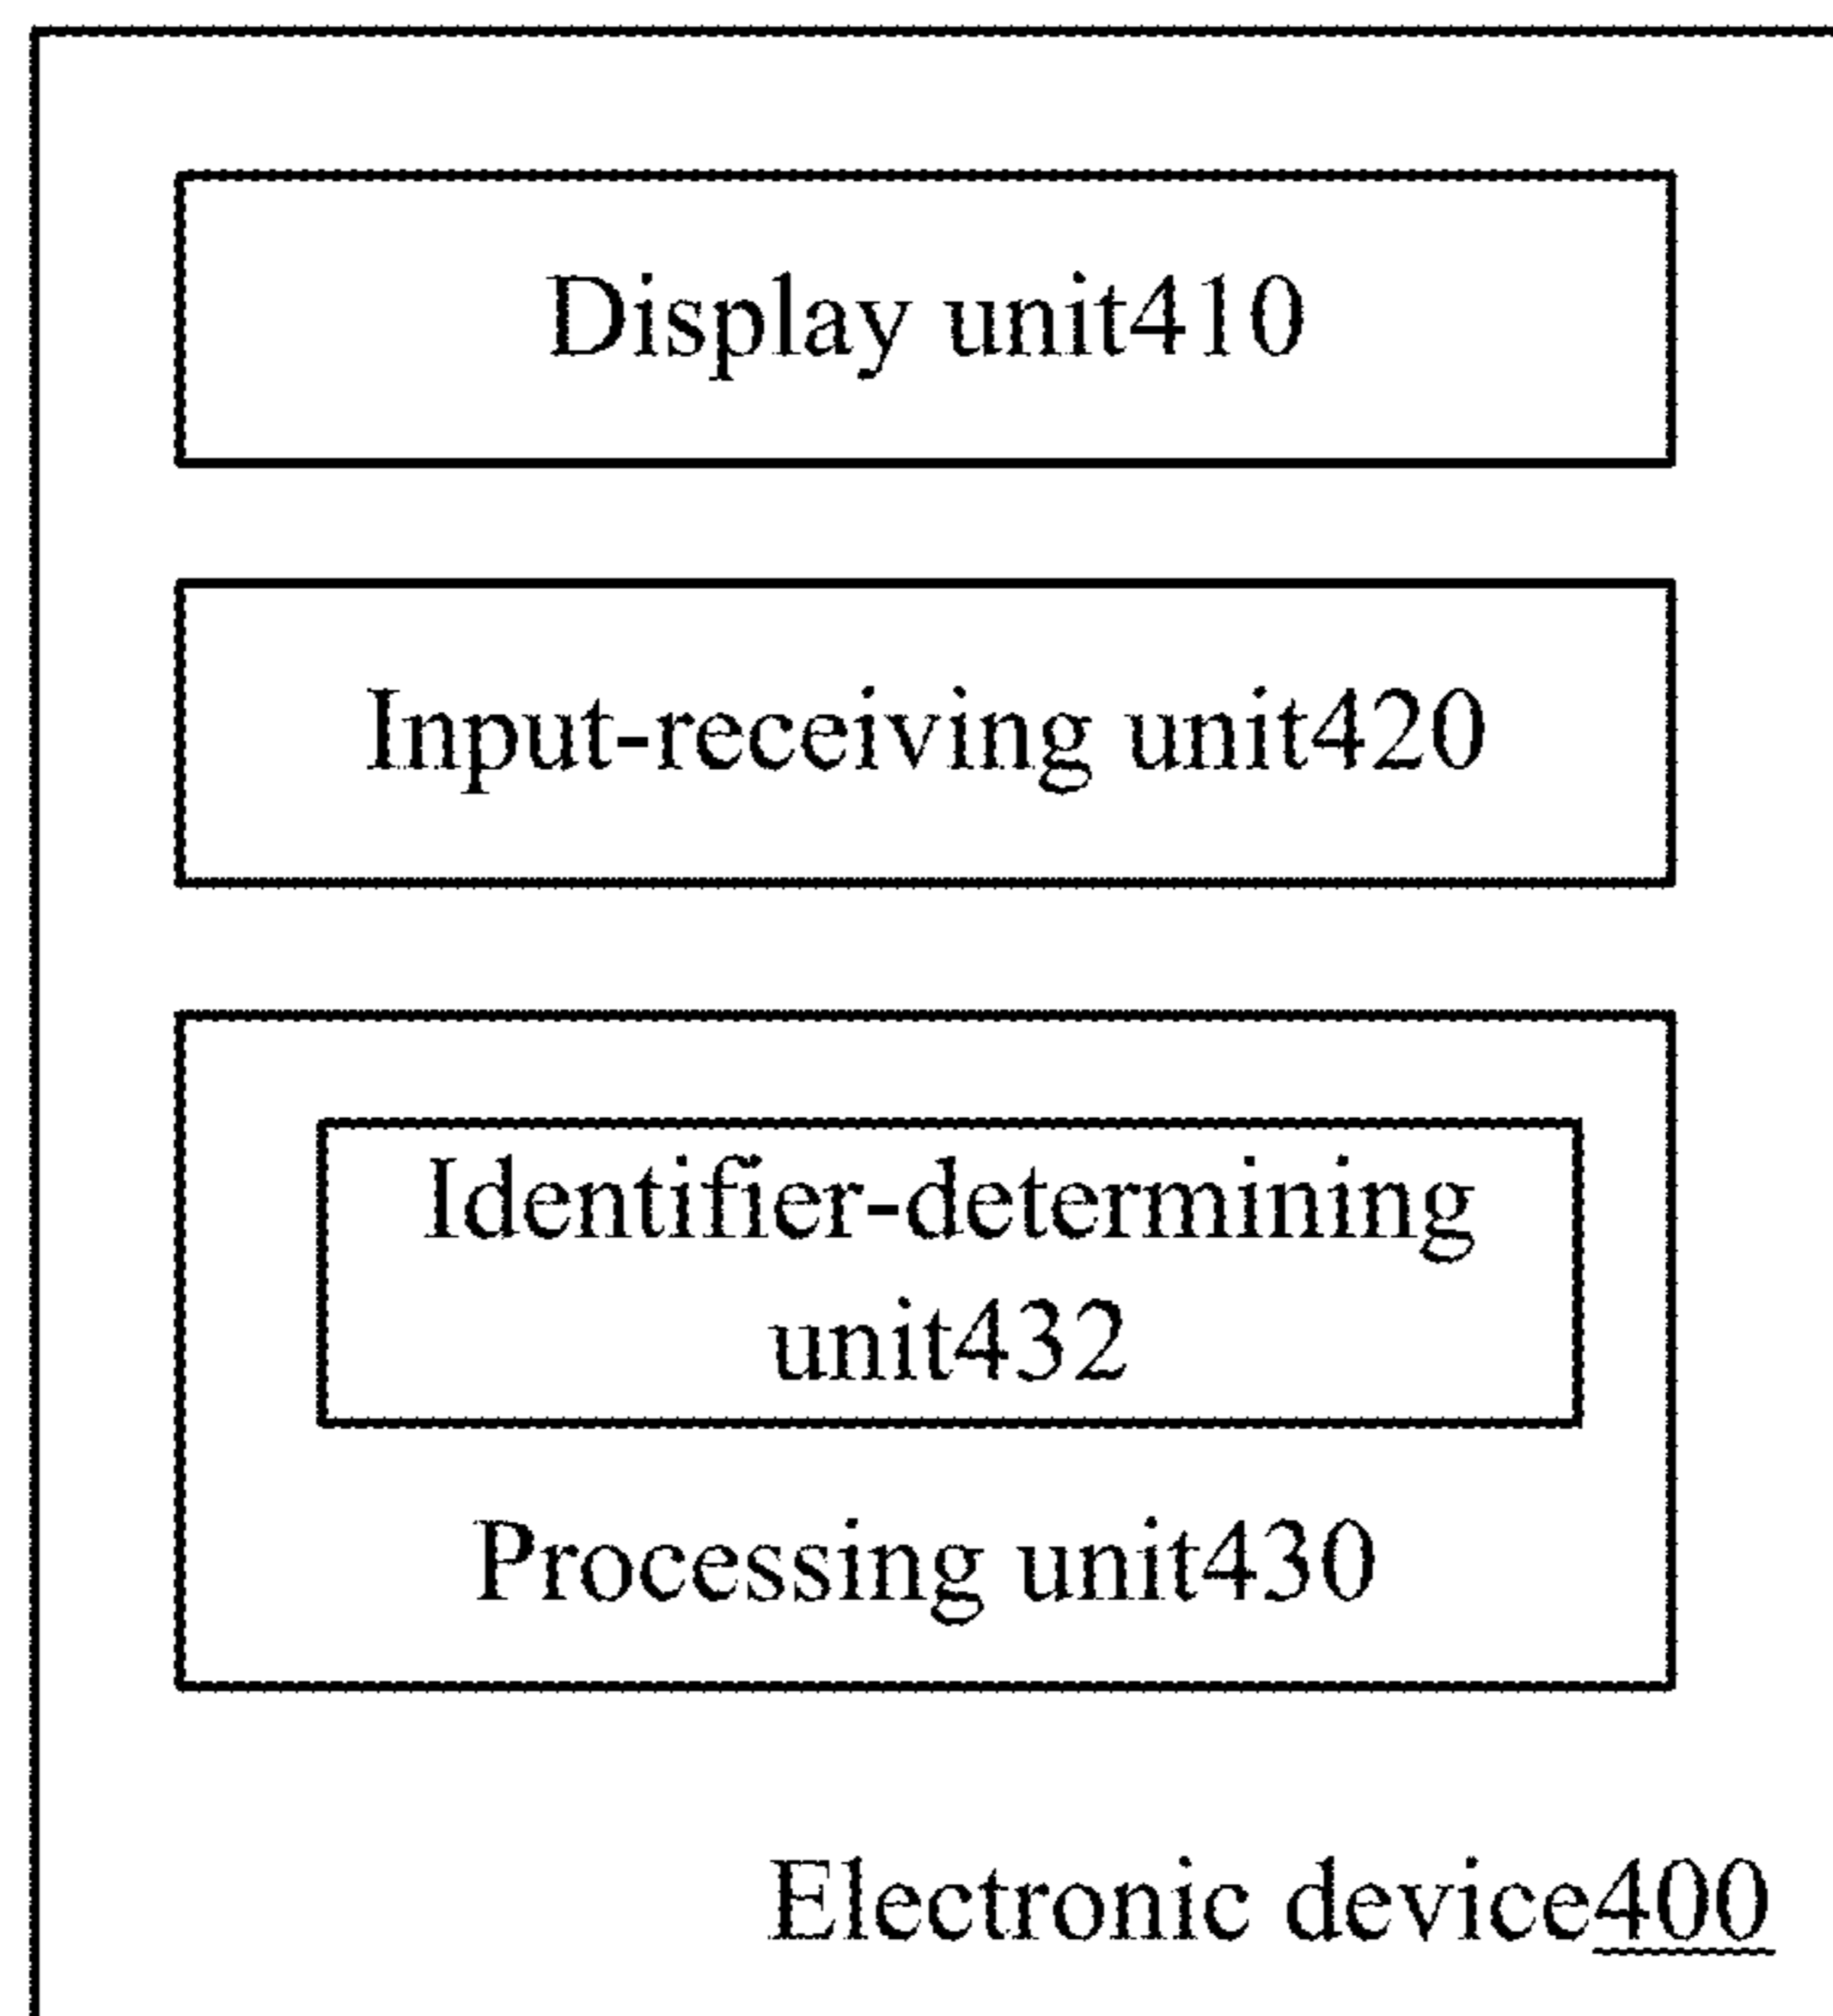 Display unit410
Input-receiving unit420
Identifier-determining
unit432
Processing unit430
Electronic device400